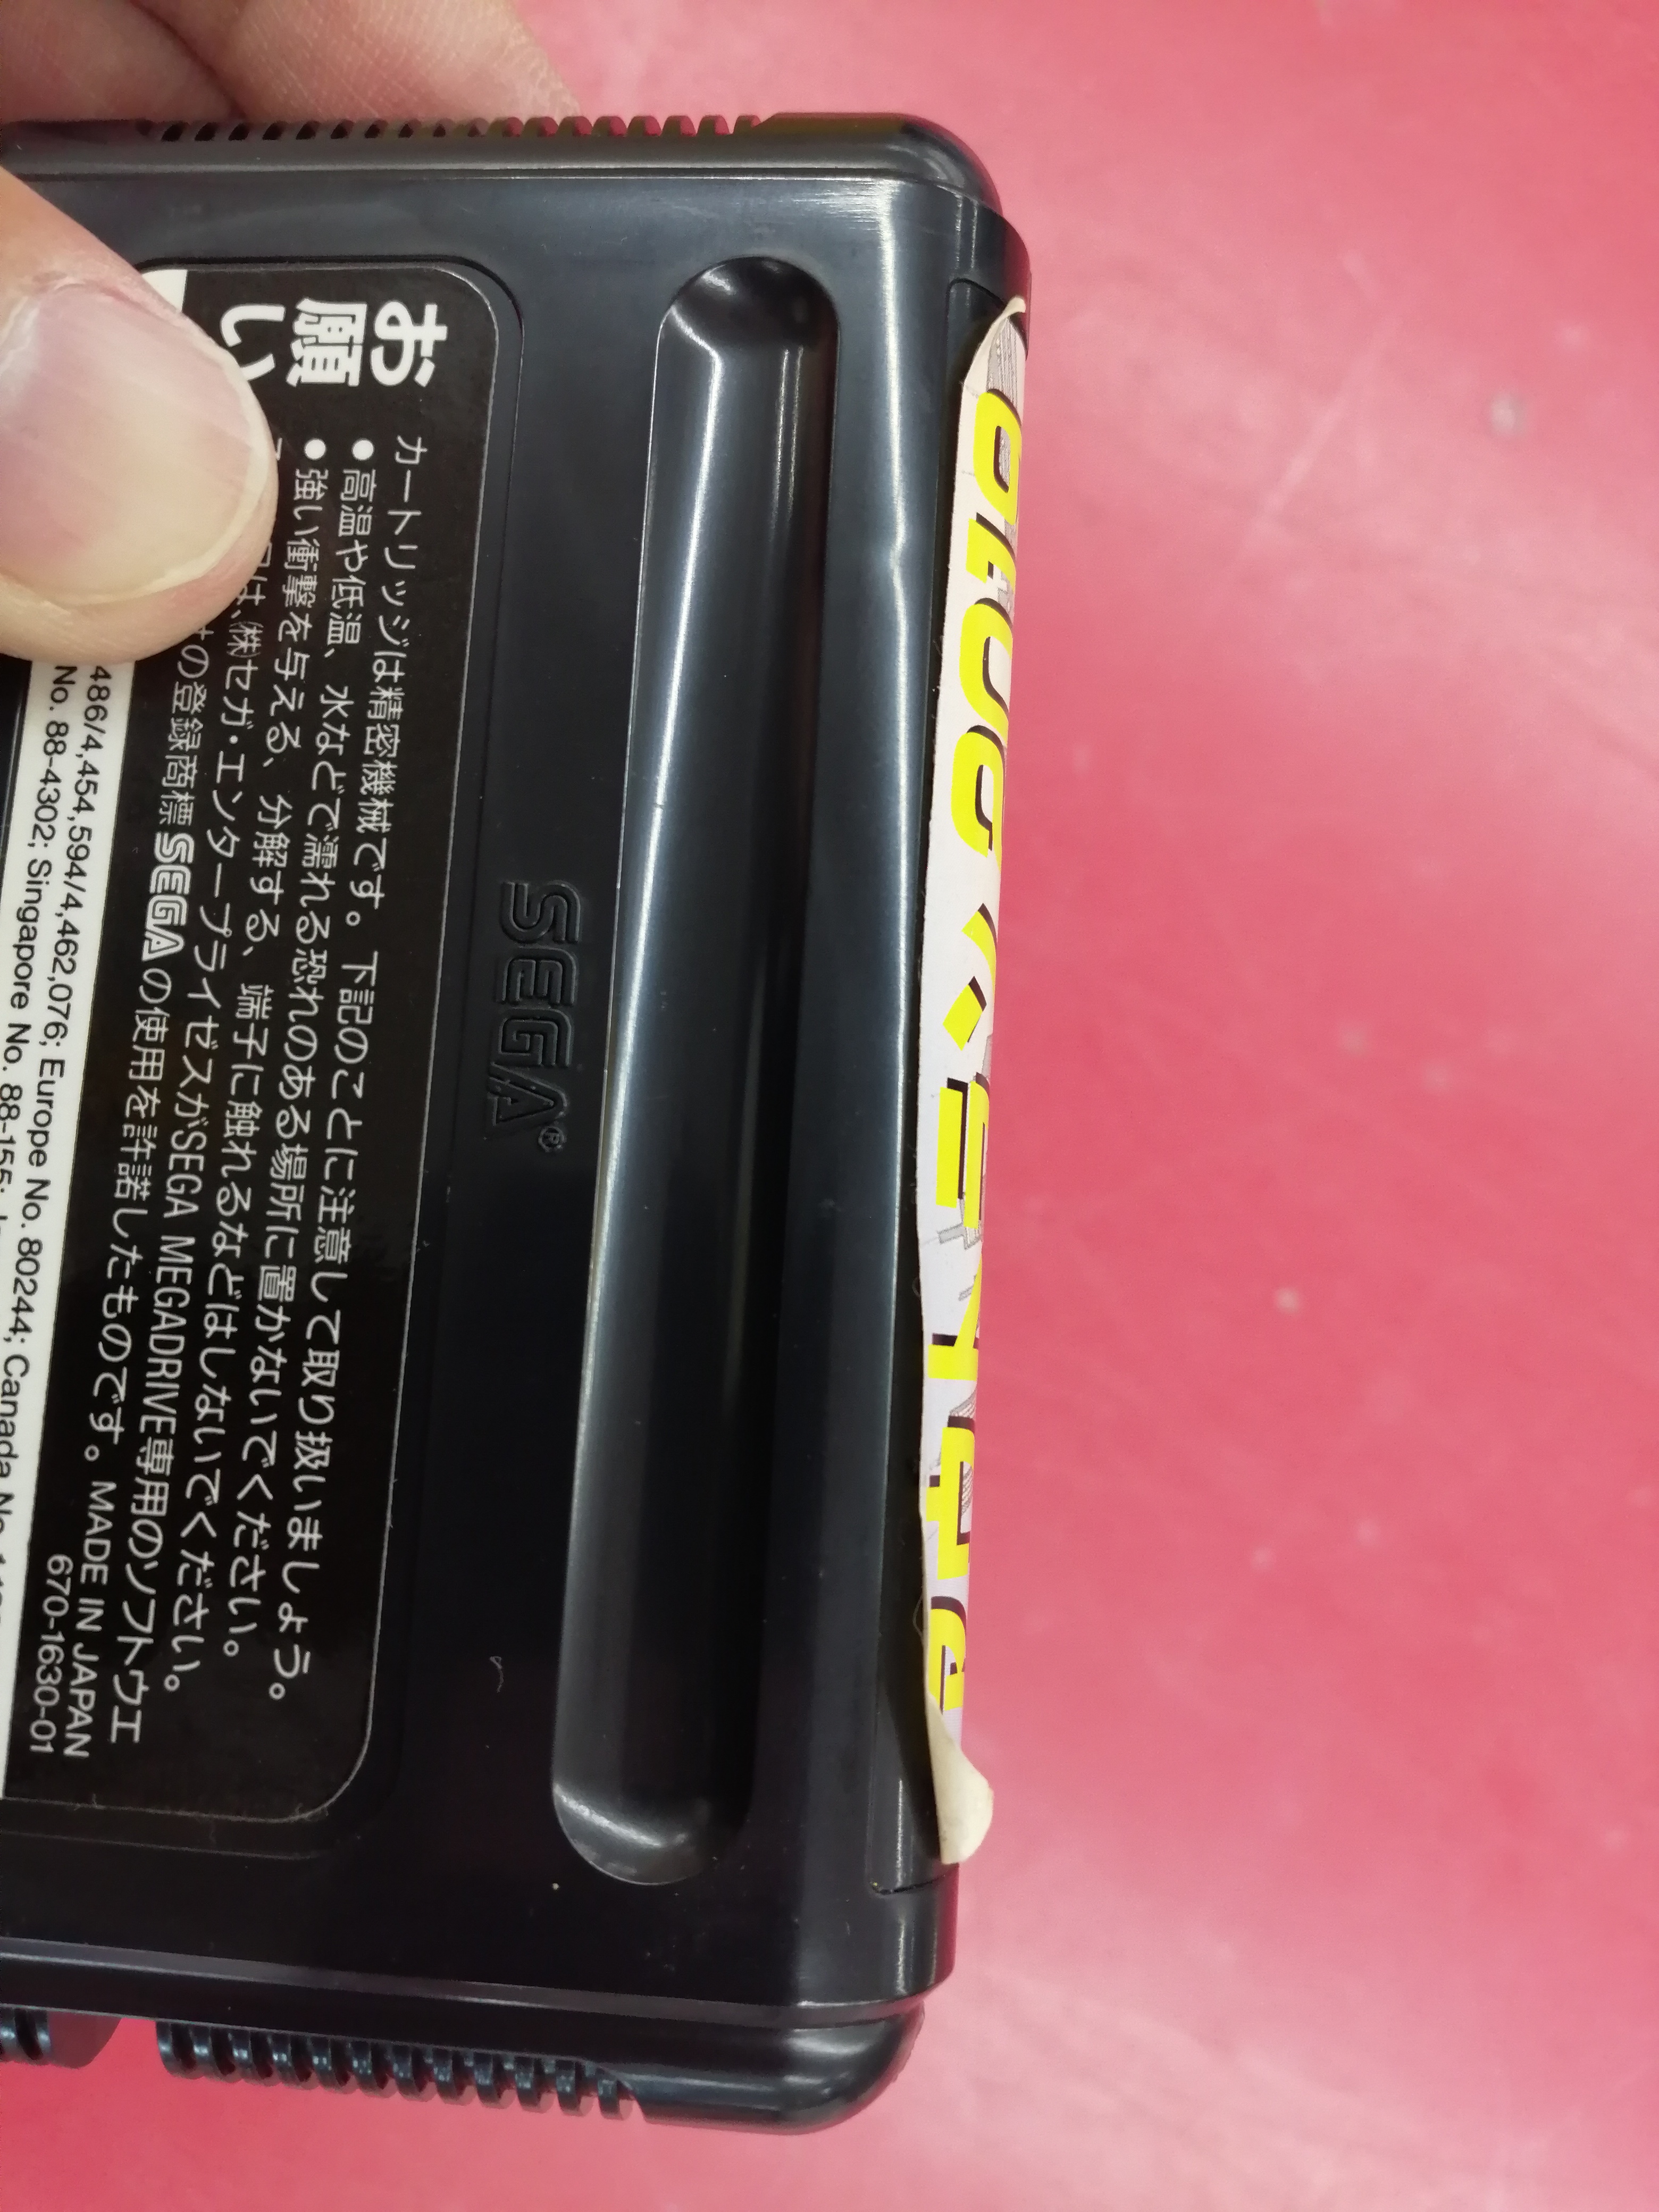 お願い
カートリッジは精密機械です。下記のことに注意して取り扱いましょう。
●高温や低温、水などで濡れる恐れのある場所に置かないでください。
●強い衝撃を与える、分解する、端子に触れるなどはしないでください。
は、㈱セガ・エンタープライゼスがSEGA MEGADRIVE専用のソフトウエ
の登録商標SEGAの使用を許諾したものです。MADE IN JAPAN
670-1630-01
486/4,454,594/4,462,076; Europe No. 80244; Canada No.
No. 88-4302; Singapore No. 88-155;
SEGA®